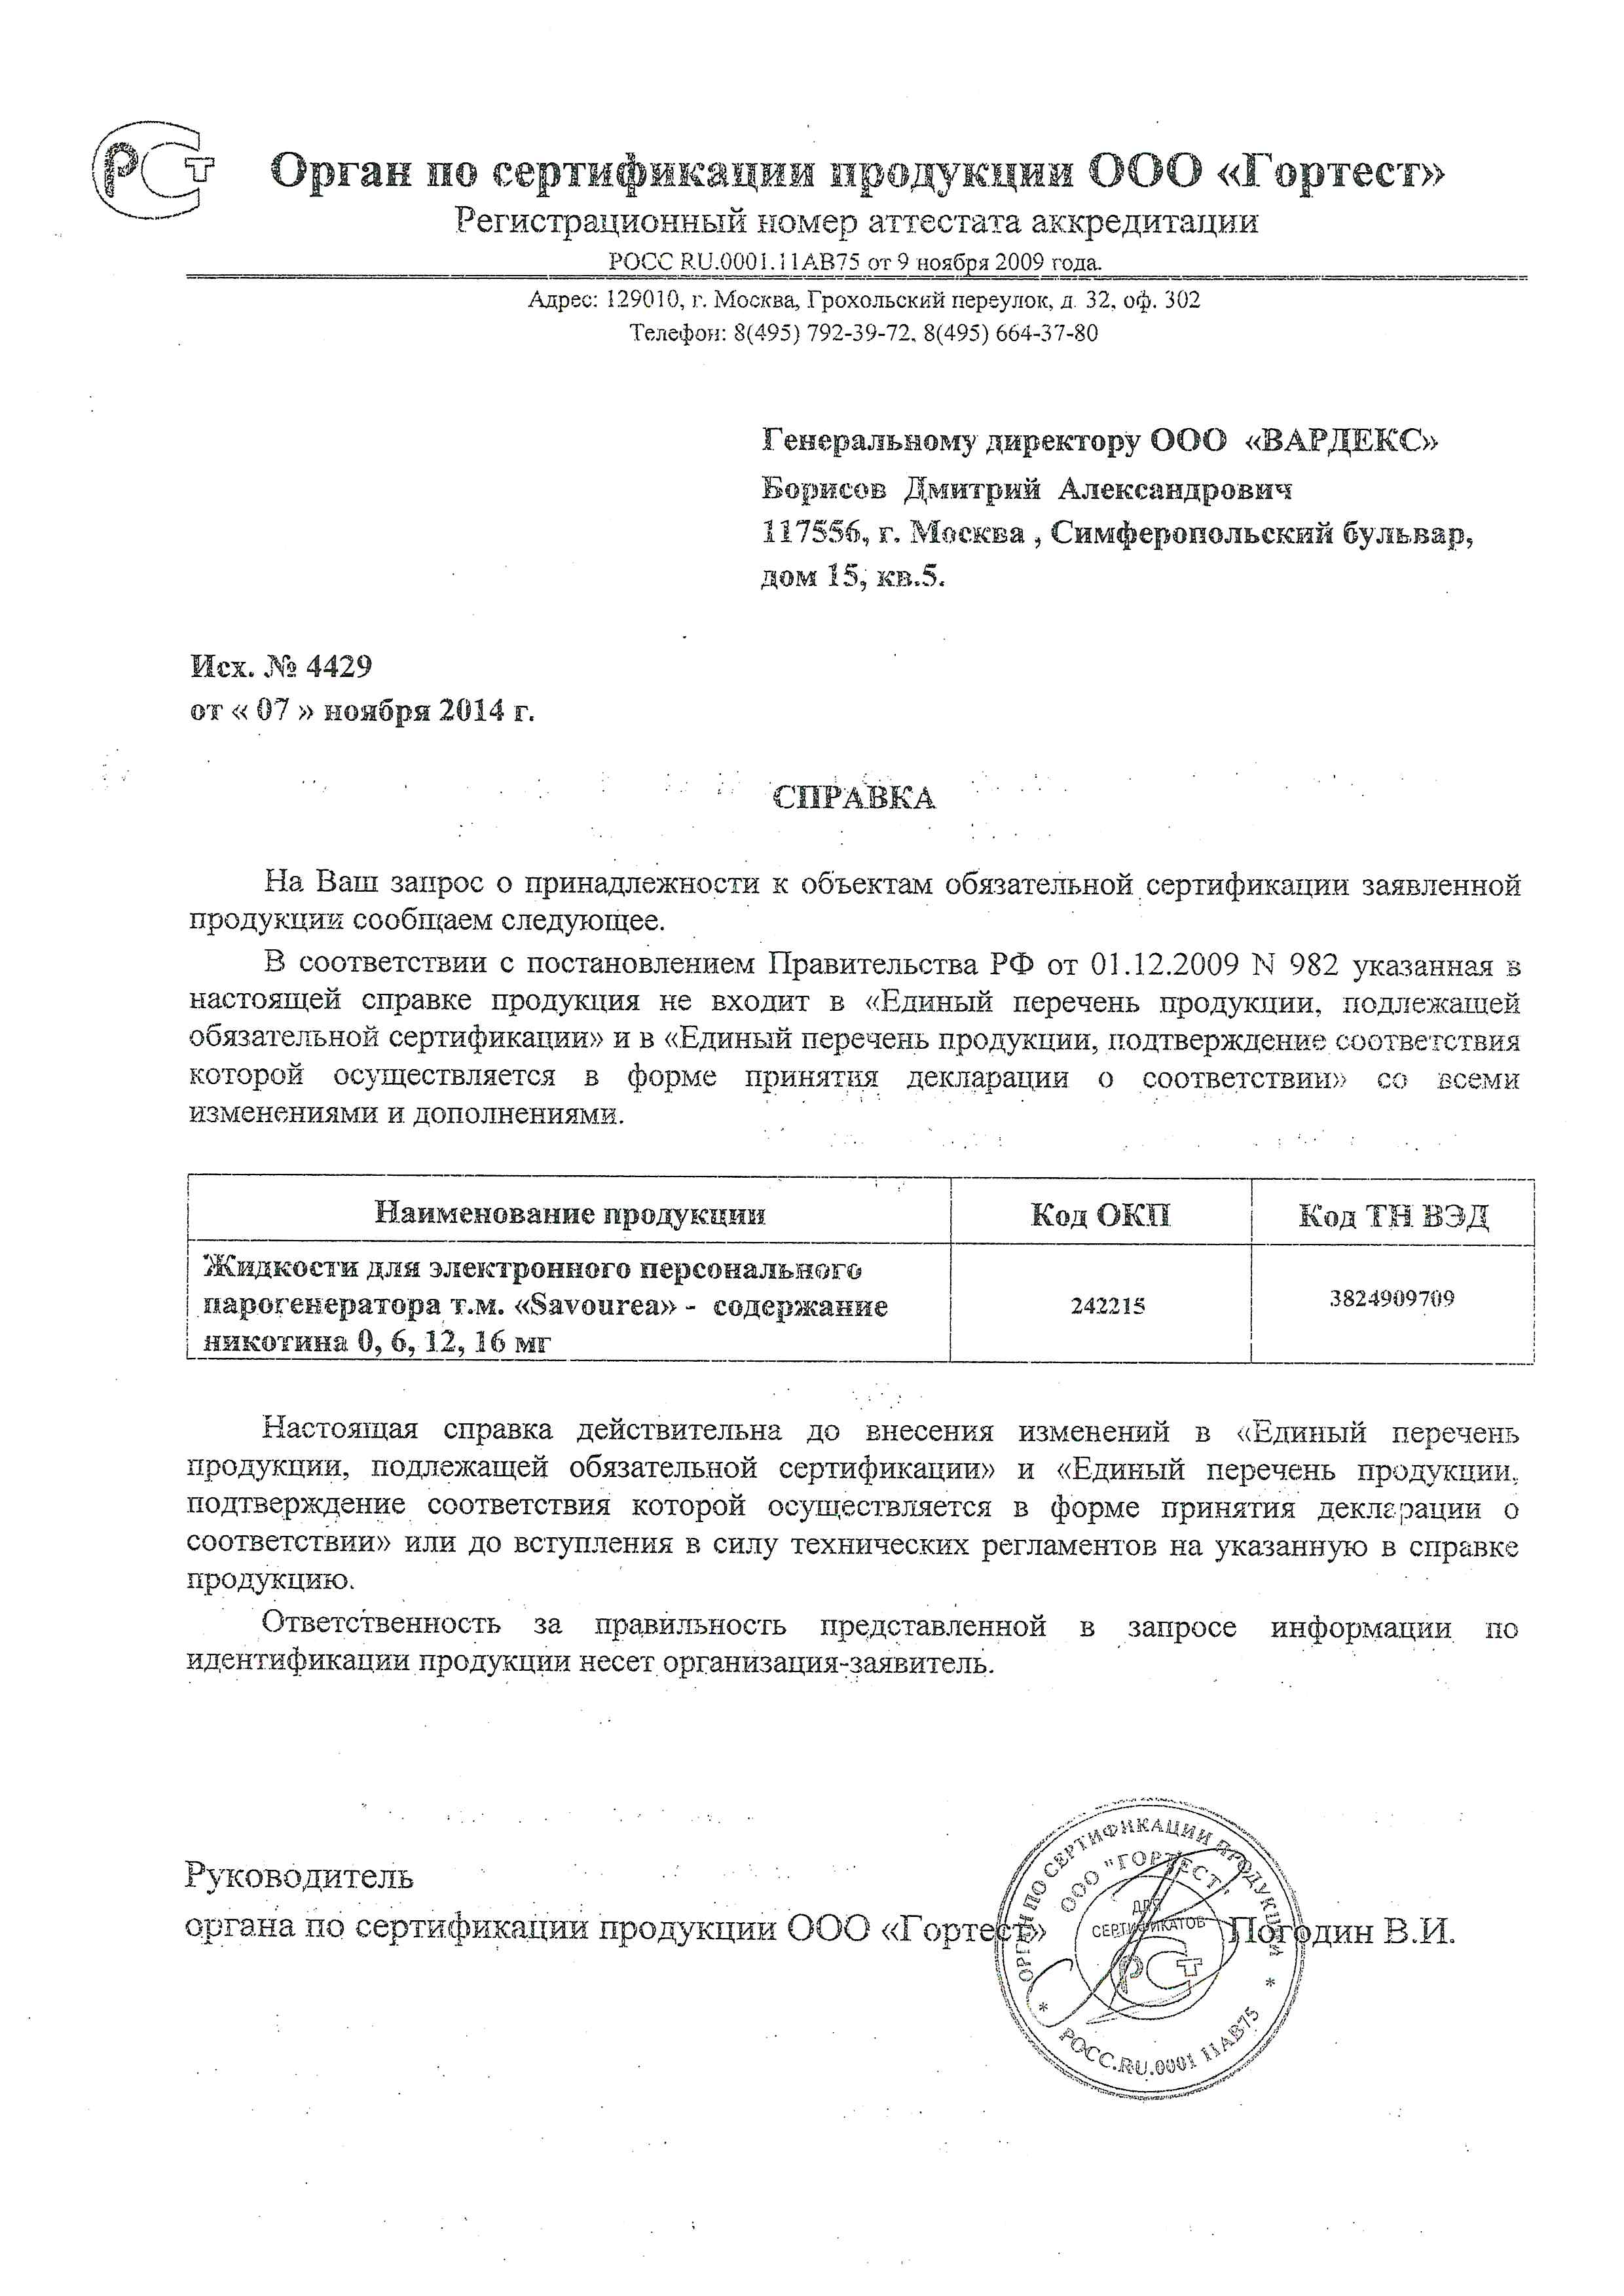 РСТ
Орган по сертификации продукции ООО «Гортест»
Регистрационный номер аттестата аккредитации
РОСС RU.0001.11АВ75 от 9 ноября 2009 года.
Адрес: 129010, г. Москва, Грохольский переулок, д. 32, оф. 302
Телефон: 8(495) 792-39-72, 8(495) 664-37-80
Генеральному директору ООО «ВАРДЕКС»
Борисов Дмитрий Александрович
117556, г. Москва , Симферопольский бульвар,
дом 15, кв.5.
Исх. № 4429
от « 07 » ноября 2014 г.
СПРАВКА
На Ваш запрос о принадлежности к объектам обязательной сертификации заявленной
продукции сообщаем следующее.
В соответствии с постановлением Правительства РФ от 01.12.2009 N 982 указанная в
настоящей справке продукция не входит в «Единый перечень продукции, подлежащей
обязательной сертификации» и в «Единый перечень продукции, подтверждение соответствия
которой осуществляется в форме принятия декларации о соответствии» со всеми
изменениями и дополнениями.
Наименование продукции Код ОКП Код ТН ВЭД
Жидкости для электронного персонального
парогенератора т.м. «Savourea» - содержание
никотина 0, 6, 12, 16 мг
242215
3824909709
Настоящая справка действительна до внесения изменений в «Единый перечень
продукции, подлежащей обязательной сертификации» и «Единый перечень продукции,
подтверждение соответствия которой осуществляется в форме принятия декларации о
соответствии» или до вступления в силу технических регламентов на указанную в справке
продукцию.
Ответственность за правильность представленной в запросе информации по
идентификации продукции несет организация-заявитель.
Руководитель
органа по сертификации продукции ООО «Гортест» Погодин В.И.
ОРГАН ПО СЕРТИФИКАЦИИ ПРОДУКЦИИ
ООО "ГОРТЕСТ"
ДЛЯ
СЕРТИФИКАТОВ
РСТ
* РОСС.RU.0001 11АВ75 *